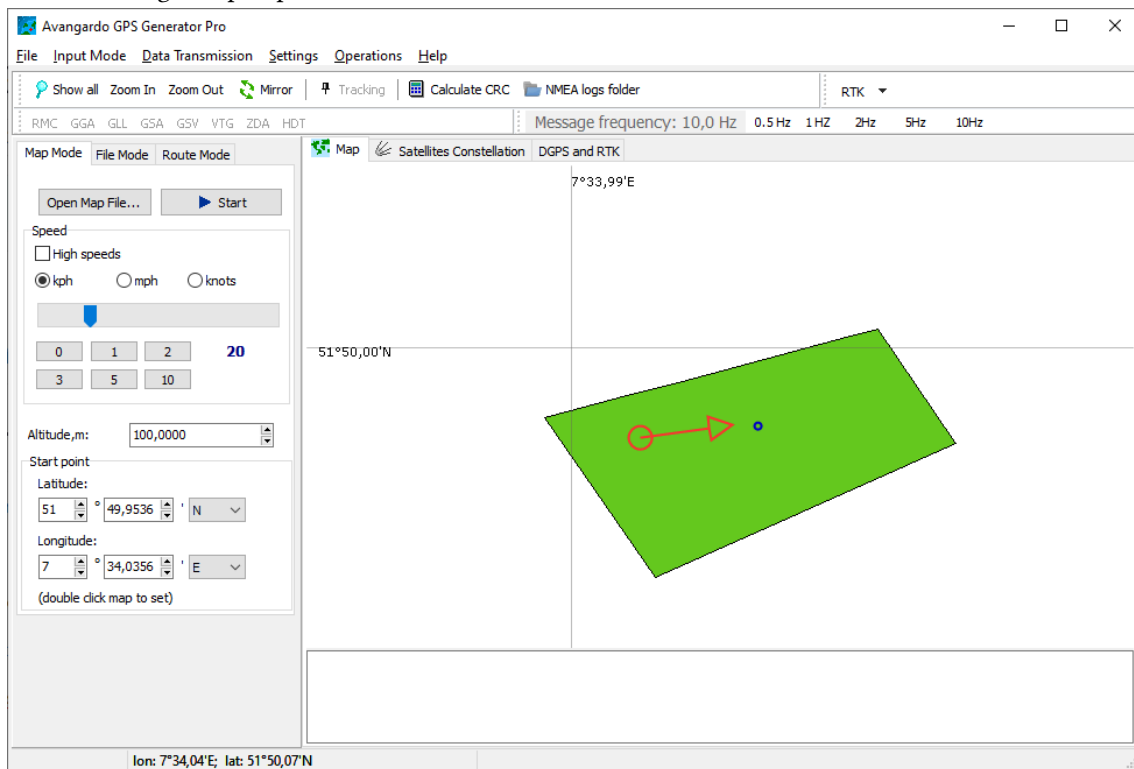 Avangardo GPS Generator Pro
File Input Mode Data Transmission Settings Operations Help
Show all Zoom In Zoom Out Mirror Tracking Calculate CRC NMEA logs folder RTK
RMC GGA GLL GSA GSV VTG ZDA HDT Message frequency: 10,0 Hz 0.5 Hz 1 HZ 2Hz 5Hz 10Hz
Map Mode File Mode Route Mode
Map Satellites Constellation DGPS and RTK
7°33,99'E
Open Map File... Start
Speed
High speeds
kph mph knots
0 1 2 20
3 5 10
51°50,00'N
Altitude,m: 100,0000
Start point
Latitude:
51 ° 49,9536 ' N
Longitude:
7 ° 34,0356 ' E
(double click map to set)
lon: 7°34,04'E; lat: 51°50,07'N